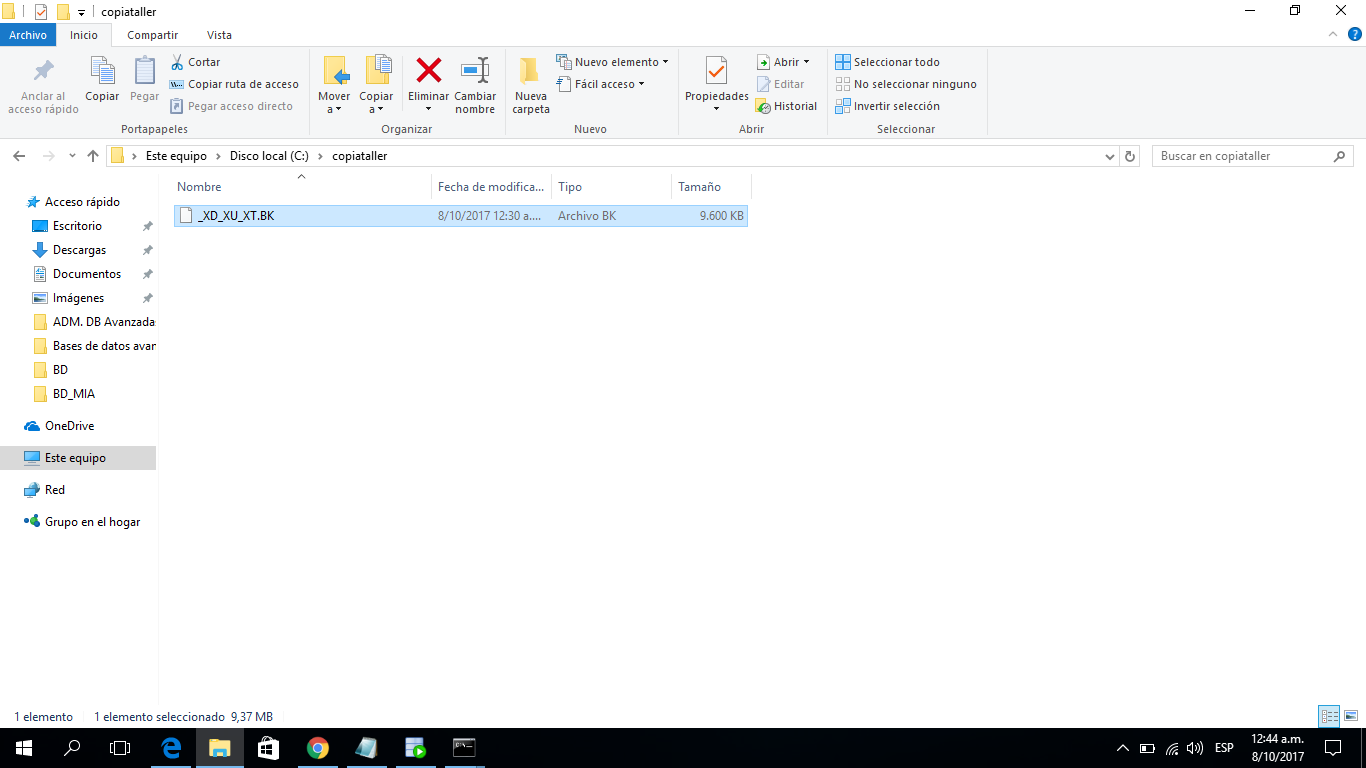 copiataller
Archivo Inicio Compartir Vista
Anclar al acceso rápido
Copiar
Pegar
Cortar
Copiar ruta de acceso
Pegar acceso directo
Portapapeles
Mover a
Copiar a
Eliminar
Cambiar nombre
Organizar
Nueva carpeta
Nuevo elemento
Fácil acceso
Nuevo
Propiedades
Abrir
Editar
Historial
Abrir
Seleccionar todo
No seleccionar ninguno
Invertir selección
Seleccionar
Este equipo Disco local (C:) copiataller
Buscar en copiataller
Nombre Fecha de modifica... Tipo Tamaño
_XD_XU_XT.BK 8/10/2017 12:30 a.... Archivo BK 9.600 KB
Acceso rápido
Escritorio
Descargas
Documentos
Imágenes
ADM. DB Avanzada
Bases de datos avan
BD
BD_MIA
OneDrive
Este equipo
Red
Grupo en el hogar
1 elemento 1 elemento seleccionado 9,37 MB
ESP
12:44 a.m.
8/10/2017